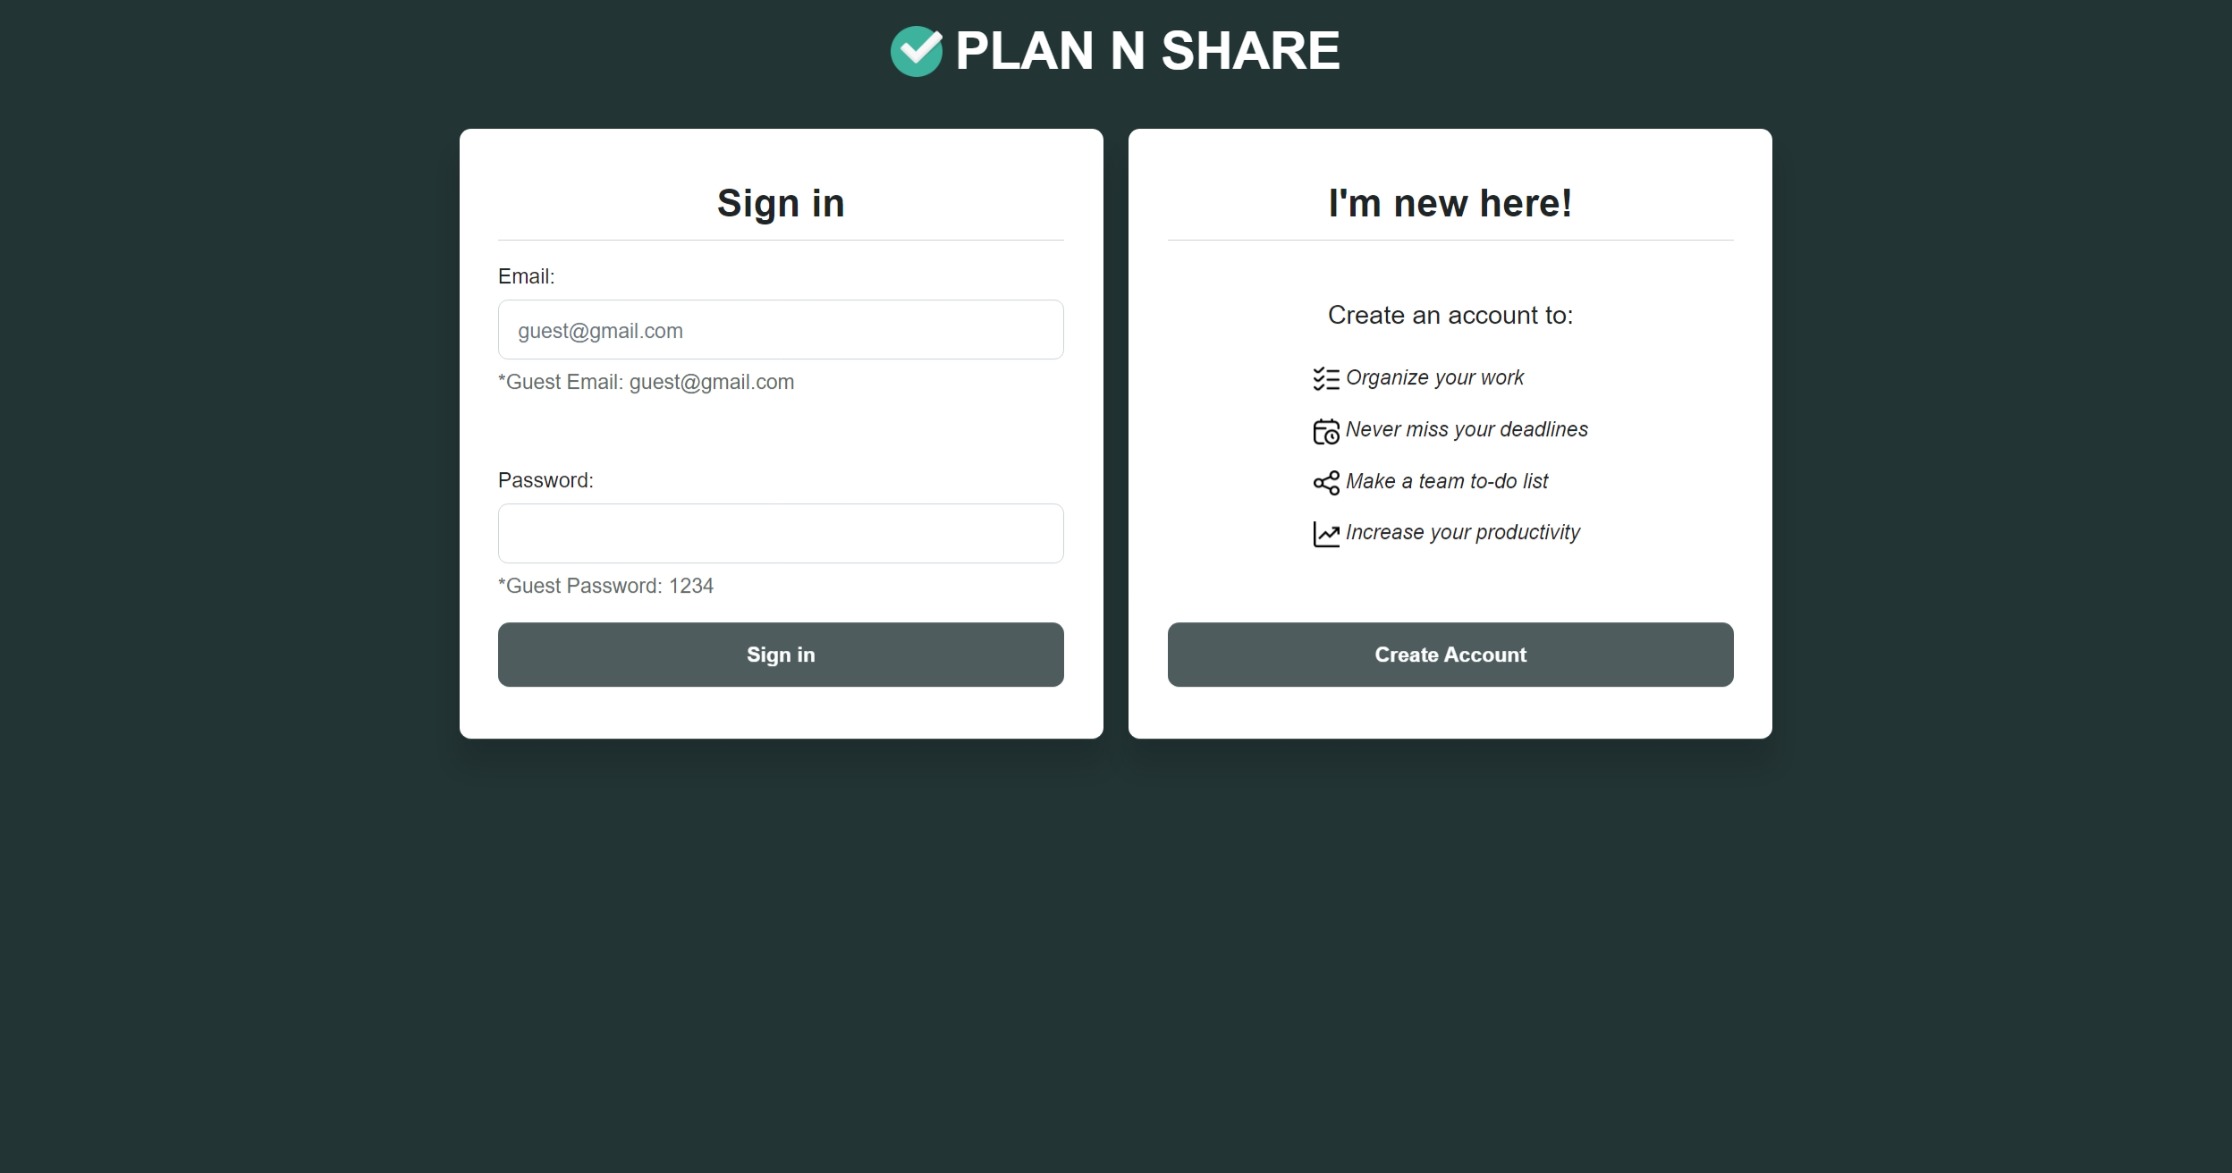 PLAN N SHARE
Sign in
Email:
guest@gmail.com
*Guest Email: guest@gmail.com
Password:
*Guest Password: 1234
Sign in
I'm new here!
Create an account to:
Organize your work
Never miss your deadlines
Make a team to-do list
Increase your productivity
Create Account